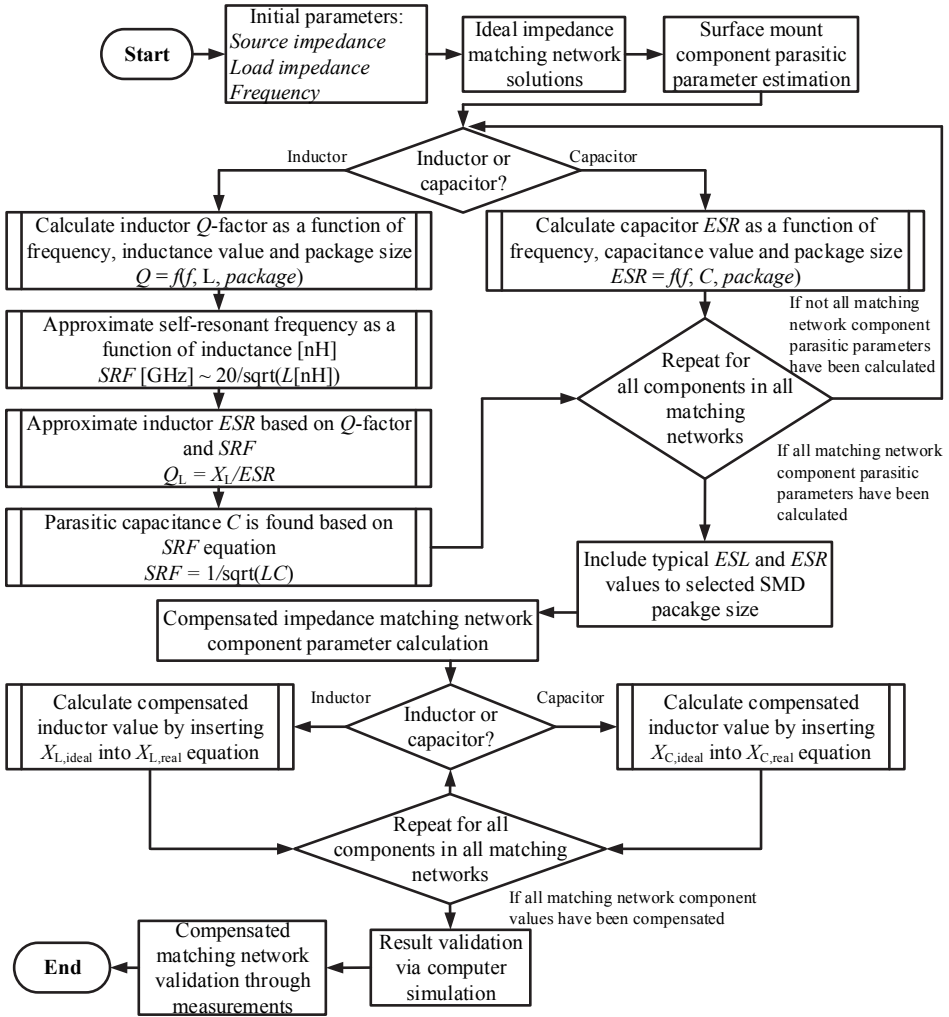 Start
Initial parameters:
Source impedance
Load impedance
Frequency
Ideal impedance
matching network
solutions
Surface mount
component parasitic
parameter estimation
Inductor
Inductor or
capacitor?
Capacitor
Calculate inductor Q-factor as a function of
frequency, inductance value and package size
Q = f(f, L, package)
Calculate capacitor ESR as a function of
frequency, capacitance value and package size
ESR = f(f, C, package)
Approximate self-resonant frequency as a
function of inductance [nH]
SRF [GHz] ~ 20/sqrt(L[nH])
If not all matching
network component
parasitic parameters
have been calculated
Repeat for
all components in all
matching
networks
Approximate inductor ESR based on Q-factor
and SRF
QL = XL/ESR
If all matching network
component parasitic
parameters have been
calculated
Parasitic capacitance C is found based on
SRF equation
SRF = 1/sqrt(LC)
Include typical ESL and ESR
values to selected SMD
pacakge size
Compensated impedance matching network
component parameter calculation
Inductor
Inductor or
capacitor?
Capacitor
Calculate compensated
inductor value by inserting
XL,ideal into XL,real equation
Calculate compensated
inductor value by inserting
XC,ideal into XC,real equation
Repeat for all
components in all matching
networks
If all matching network component
values have been compensated
Result validation
via computer
simulation
Compensated
matching network
validation through
measurements
End